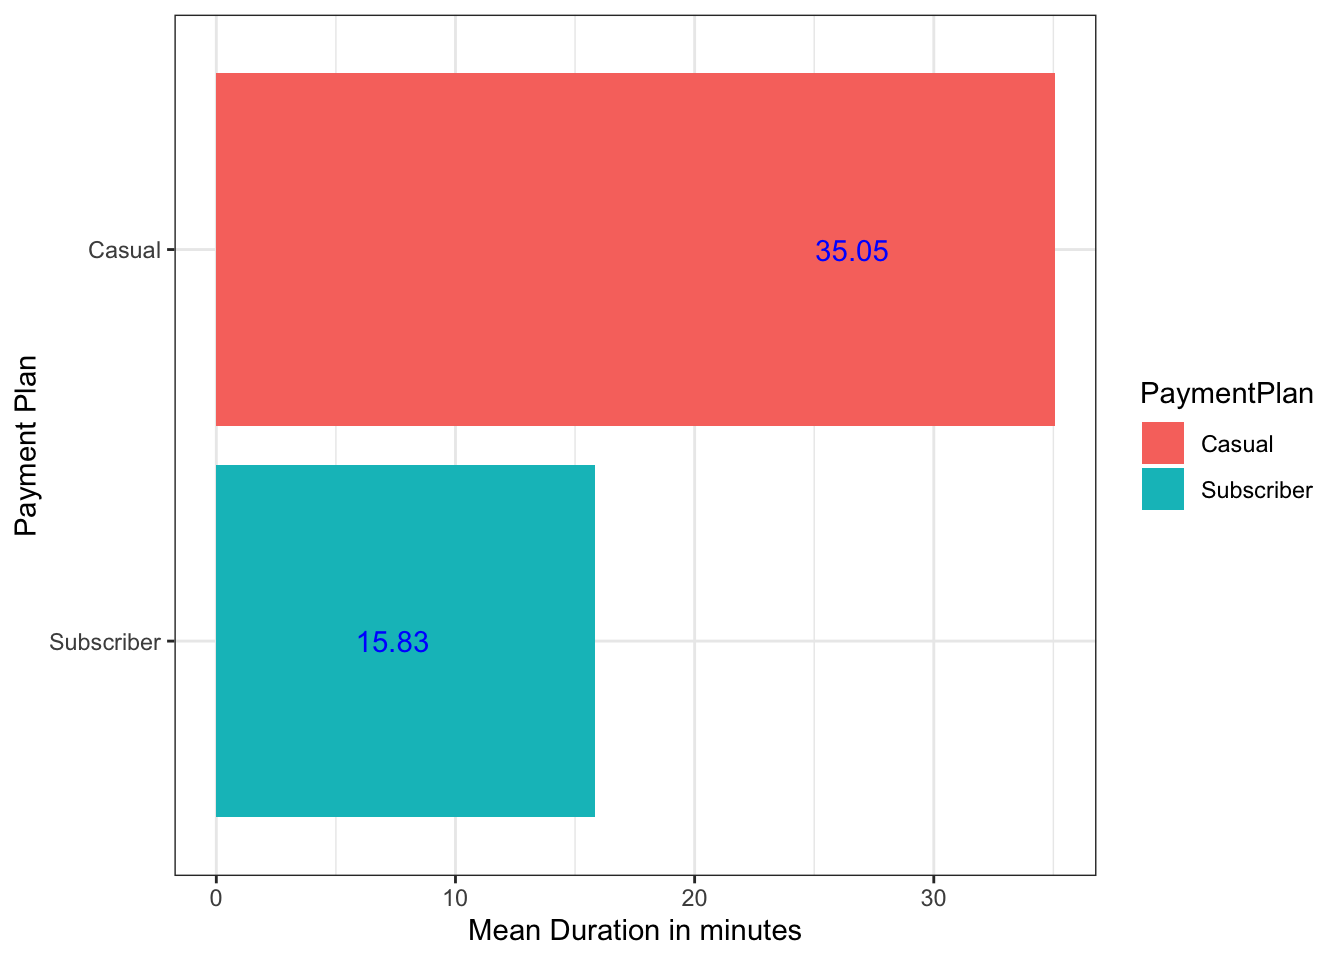 Payment Plan
Casual
Subscriber
35.05
15.83
0 10 20 30
Mean Duration in minutes
PaymentPlan
Casual
Subscriber